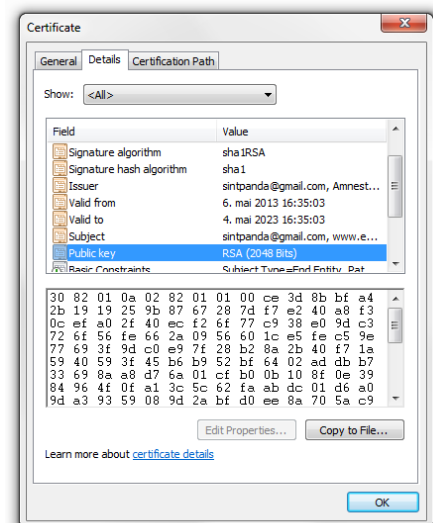 Certificate
General Details Certification Path
Show: <All>
Field Value
Signature algorithm sha1RSA
Signature hash algorithm sha1
Issuer sintpanda@gmail.com, Amnest...
Valid from 6. mai 2013 16:35:03
Valid to 4. mai 2023 16:35:03
Subject sintpanda@gmail.com, www.e...
Public key RSA (2048 Bits)
Basic Constraints Subject Type=End Entity, Pat...
30 82 01 0a 02 82 01 01 00 ce 3d 8b bf a4
2b 19 19 25 9b 87 67 28 7d f7 e2 40 a8 f3
0c ef a0 2f 40 ec f2 6f 77 c9 38 e0 9d c3
72 6f 56 fe 66 2a 09 56 60 1c e5 fe c5 9e
77 69 3f 9d c0 e9 7f 28 b2 8a 2b 40 f7 1a
59 40 59 3f 45 b6 b9 52 bf 64 02 ad db b7
33 69 8a a8 d7 6a 01 cf b0 0b 10 8f 0e 39
84 96 4f 0f a1 3c 5c 62 fa ab dc 01 d6 a0
9d a3 93 59 08 9d 2a bf d0 ee 8a 70 5a c9
Edit Properties... Copy to File...
Learn more about certificate details
OK